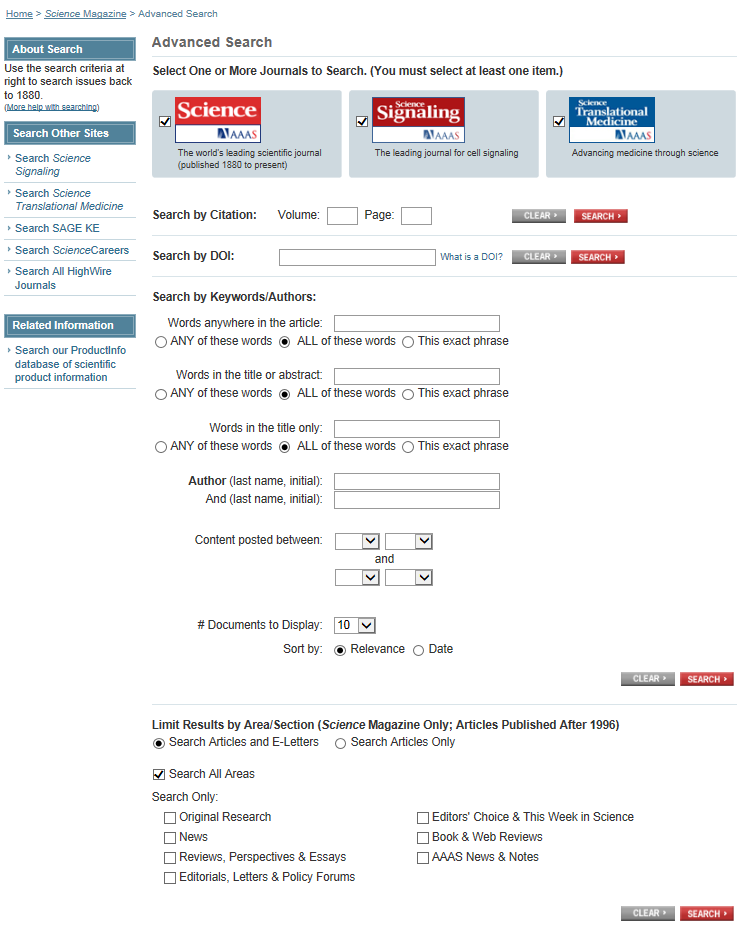 Home > Science Magazine > Advanced Search
About Search
Use the search criteria at
right to search issues back
to 1880.
(More help with searching)
Search Other Sites
Search Science
Signaling
Search Science
Translational Medicine
Search SAGE KE
Search ScienceCareers
Search All HighWire
Journals
Related Information
Search our ProductInfo
database of scientific
product information
Advanced Search
Select One or More Journals to Search. (You must select at least one item.)
Science
AAAS
The world's leading scientific journal
(published 1880 to present)
Science
Signaling
AAAS
The leading journal for cell signaling
Science
Translational
Medicine
AAAS
Advancing medicine through science
Search by Citation: Volume: Page: CLEAR SEARCH
Search by DOI: What is a DOI? CLEAR SEARCH
Search by Keywords/Authors:
Words anywhere in the article:
ANY of these words ALL of these words This exact phrase
Words in the title or abstract:
ANY of these words ALL of these words This exact phrase
Words in the title only:
ANY of these words ALL of these words This exact phrase
Author (last name, initial):
And (last name, initial):
Content posted between:
and
# Documents to Display: 10
Sort by: Relevance Date
CLEAR SEARCH
Limit Results by Area/Section (Science Magazine Only; Articles Published After 1996)
Search Articles and E-Letters Search Articles Only
Search All Areas
Search Only:
Original Research Editors' Choice & This Week in Science
News Book & Web Reviews
Reviews, Perspectives & Essays AAAS News & Notes
Editorials, Letters & Policy Forums
CLEAR SEARCH